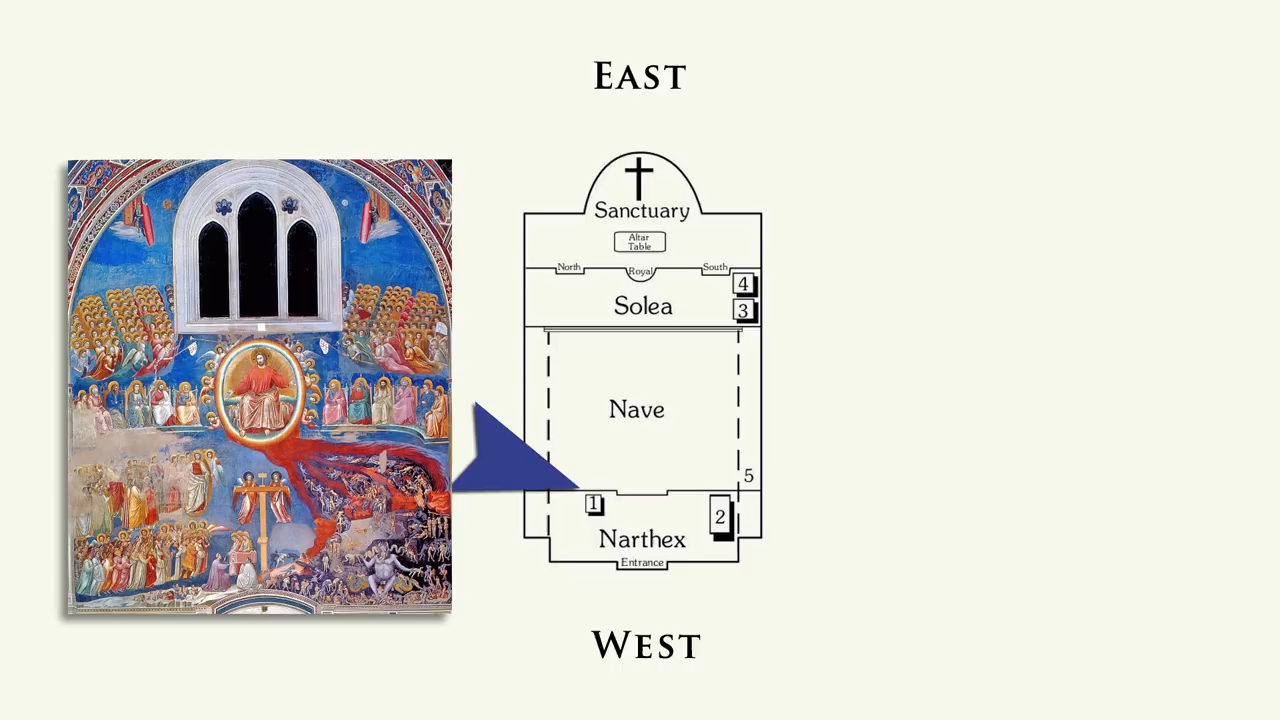 EAST
Sanctuary
Altar
Table
North
Royal
South
4
Solea
3
Nave
5
1
2
Narthex
Entrance
WEST